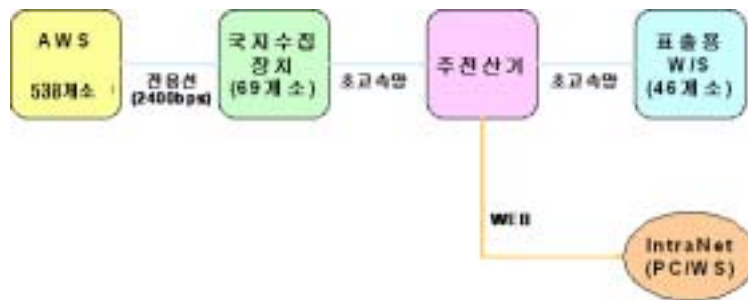 AWS
538개소
전용선
(2400bps)
국지수집
장치
(69개소)
초고속망
주전산기
초고속망
표출용
W/S
(46개소)
WEB
IntraNet
(PC/WS)